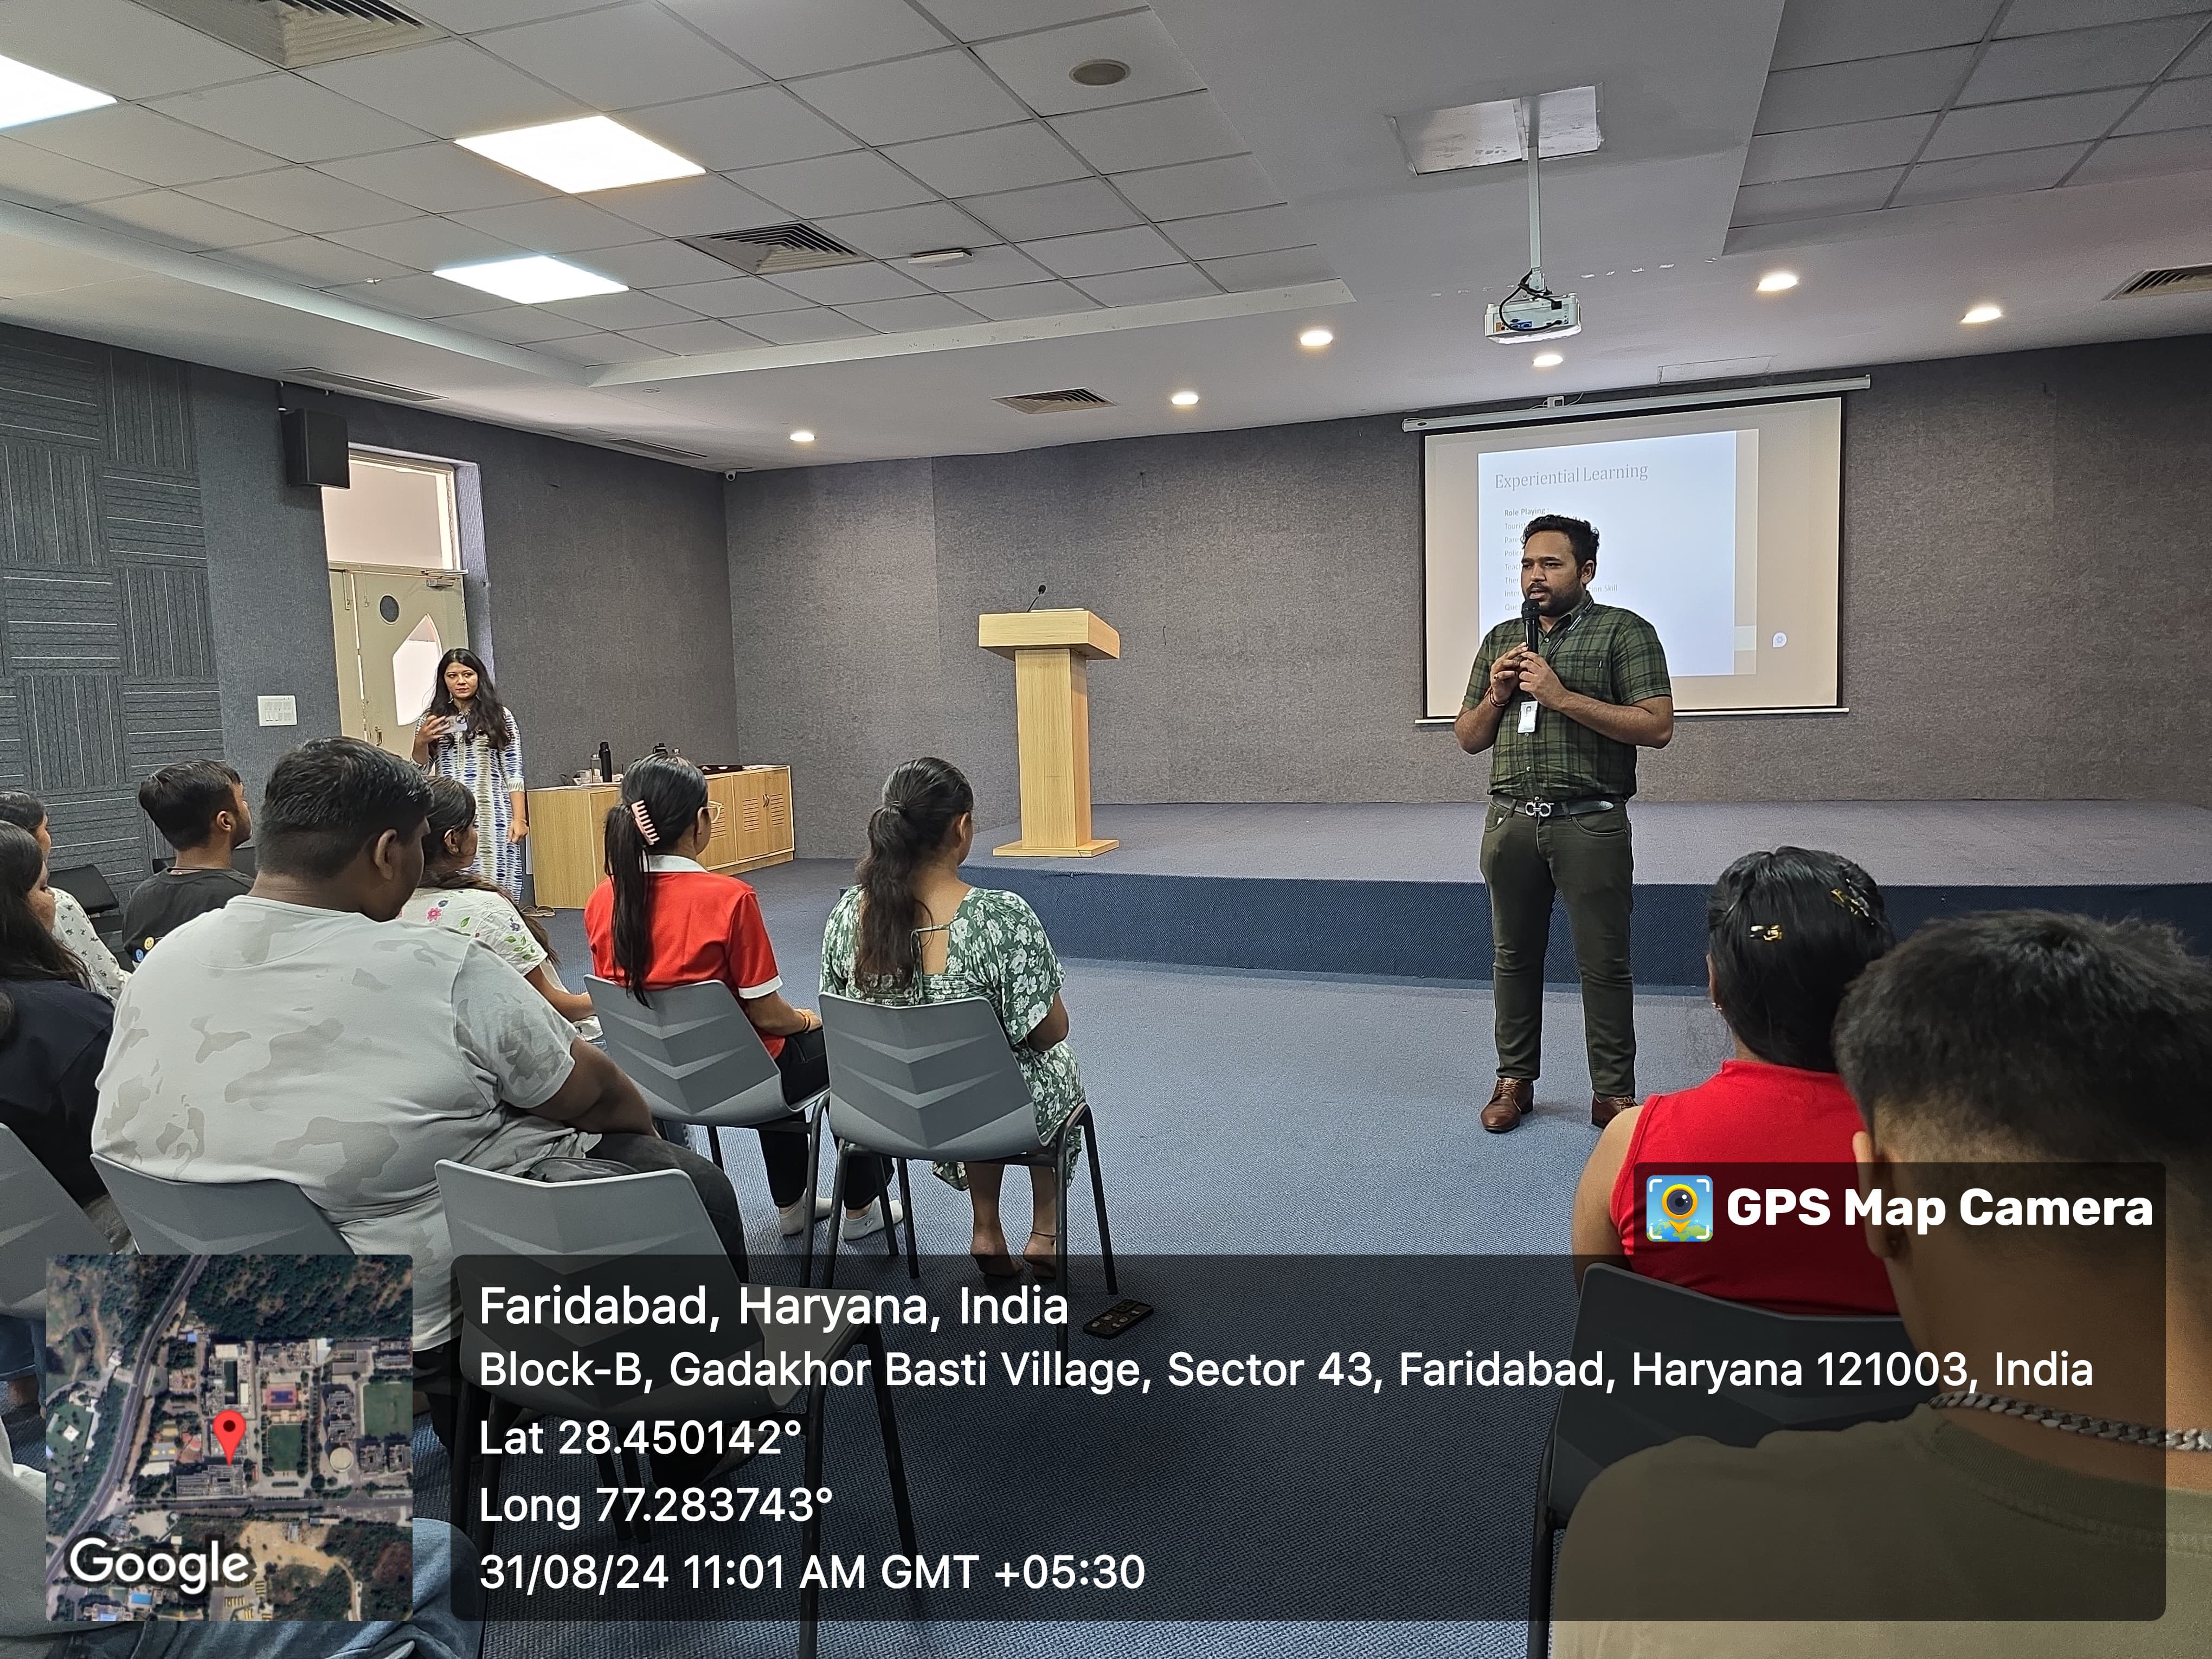 Experiential Learning
Role Playing
GPS Map Camera
Faridabad, Haryana, India
Block-B, Gadakhor Basti Village, Sector 43, Faridabad, Haryana 121003, India
Lat 28.450142°
Long 77.283743°
31/08/24 11:01 AM GMT +05:30
Google